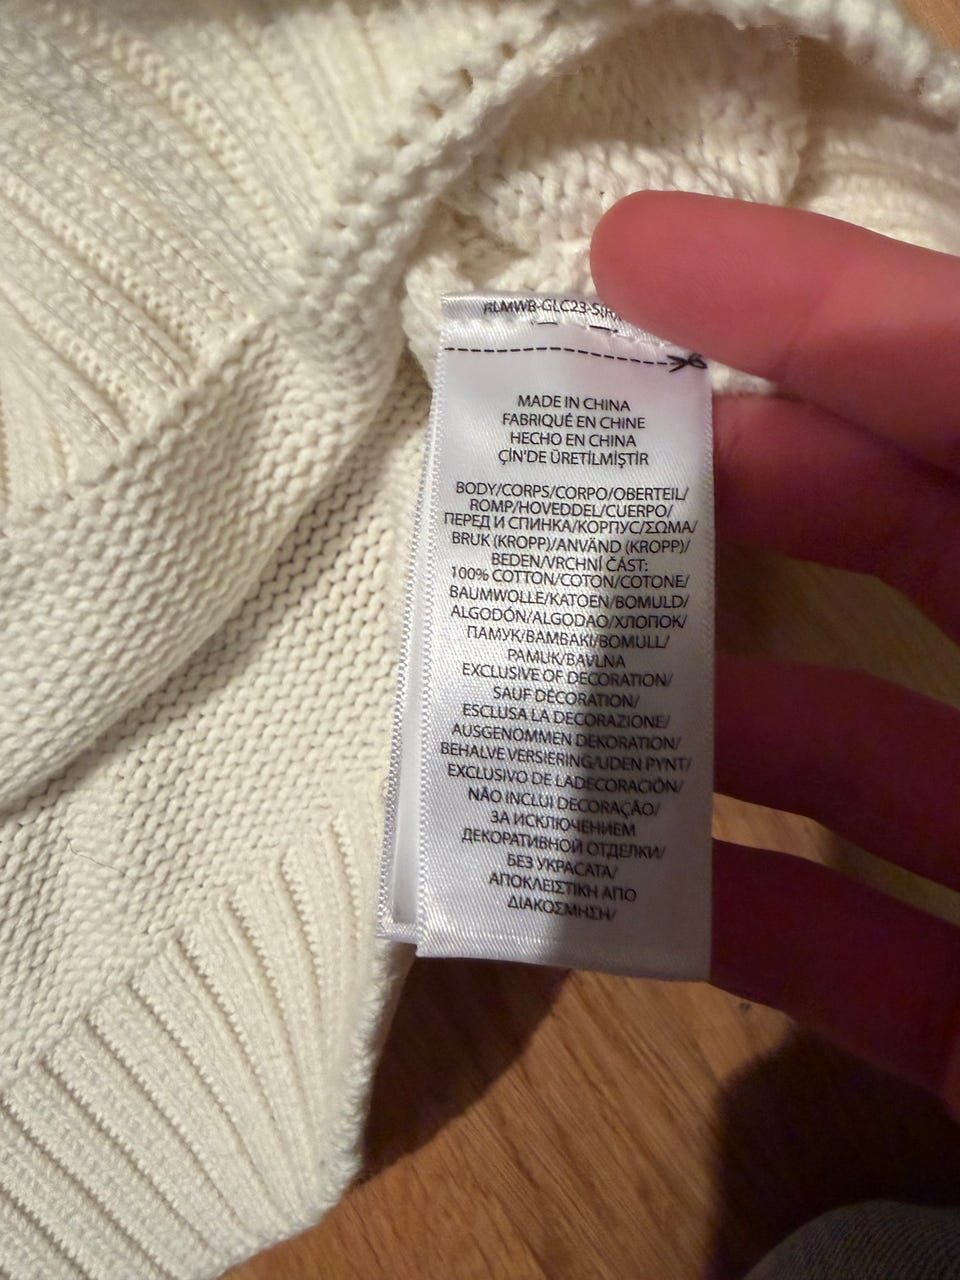 MADE IN CHINA
FABRIQUÉ EN CHINE
HECHO EN CHINA
ÇİN'DE ÜRETİLMİŞTİR
BODY/CORPS/CORPO/OBERTEIL/
ROMP/HOVEDDEL/CUERPO/
ПЕРЕД И СПИНКА/КОРПУС/ΣΩΜΑ/
BRUK (KROPP)/ANVÄND (KROPP)/
BEDEN/VRCHNÍ ČÁST:
100% COTTON/COTON/COTONE/
BAUMWOLLE/KATOEN/BOMULD/
ALGODÓN/ALGODAO/ХЛОПОК/
ПАМУК/BAMBAKI/BOMULL/
PAMUK/BAVLNA
EXCLUSIVE OF DECORATION/
SAUF DÉCORATION/
ESCLUSA LA DECORAZIONE/
AUSGENOMMEN DEKORATION/
BEHALVE VERSIERING/UDEN PYNT/
EXCLUSIVO DE LADECORACIÓN/
NÃO INCLUI DECORAÇÃO/
ЗА ИСКЛЮЧЕНИЕМ
ДЕКОРАТИВНОЙ ОТДЕЛКИ/
БЕЗ УКРАСАТА/
ΑΠΟΚΛΕΙΣΤΙΚΗ ΑΠΟ
ΔΙΑΚΟΣΜΗΣΗ/